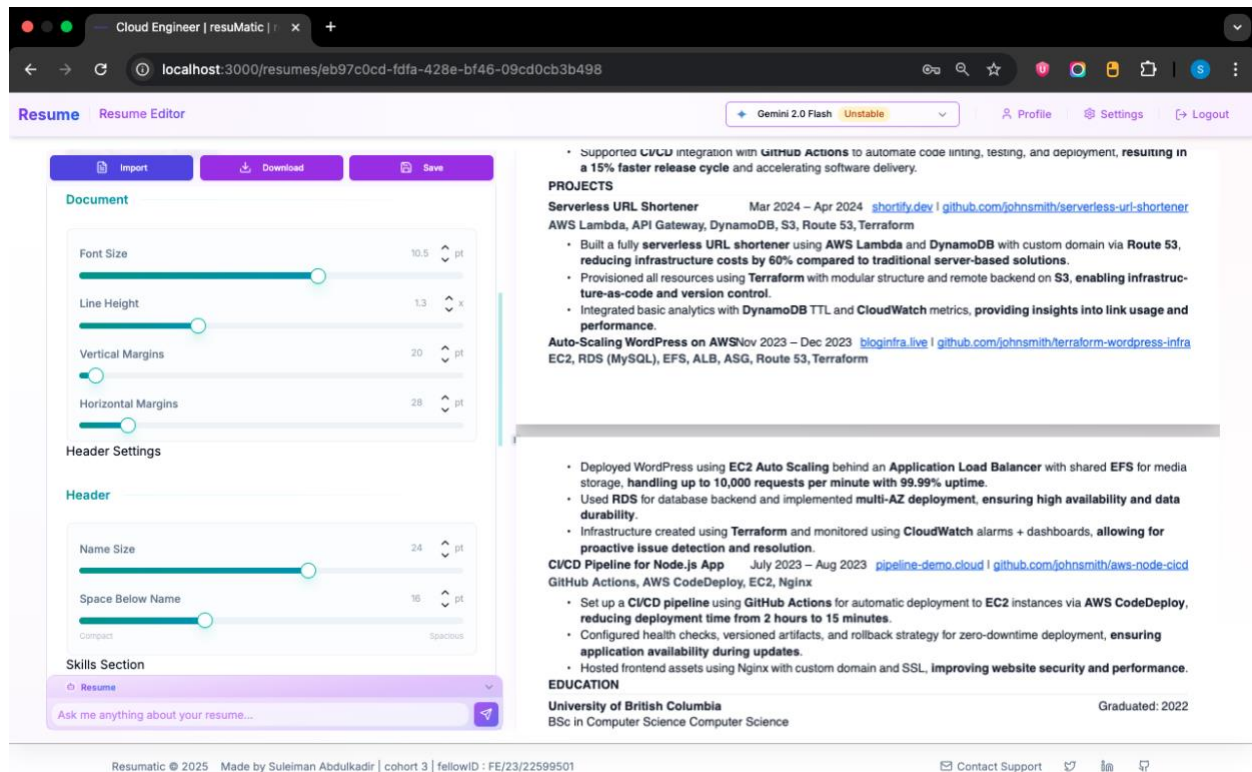 Cloud Engineer | resuMatic |
localhost:3000/resumes/eb97c0cd-fdfa-428e-bf46-09cd0cb3b498
S
Resume Resume Editor
Gemini 2.0 Flash Unstable
Profile Settings Logout
Import Download Save
Document
Font Size 10.5 pt
Line Height 1.3 x
Vertical Margins 20 pt
Horizontal Margins 28 pt
Header Settings
Header
Name Size 24 pt
Space Below Name 16 pt
Compact Spacious
Skills Section
Resume
Ask me anything about your resume...
• Supported CI/CD integration with GitHub Actions to automate code linting, testing, and deployment, resulting in
a 15% faster release cycle and accelerating software delivery.
PROJECTS
Serverless URL Shortener Mar 2024 – Apr 2024 shortify.dev | github.com/johnsmith/serverless-url-shortener
AWS Lambda, API Gateway, DynamoDB, S3, Route 53, Terraform
• Built a fully serverless URL shortener using AWS Lambda and DynamoDB with custom domain via Route 53,
reducing infrastructure costs by 60% compared to traditional server-based solutions.
• Provisioned all resources using Terraform with modular structure and remote backend on S3, enabling infrastruc-
ture-as-code and version control.
• Integrated basic analytics with DynamoDB TTL and CloudWatch metrics, providing insights into link usage and
performance.
Auto-Scaling WordPress on AWSNov 2023 – Dec 2023 bloginfra.live | github.com/johnsmith/terraform-wordpress-infra
EC2, RDS (MySQL), EFS, ALB, ASG, Route 53, Terraform
• Deployed WordPress using EC2 Auto Scaling behind an Application Load Balancer with shared EFS for media
storage, handling up to 10,000 requests per minute with 99.99% uptime.
• Used RDS for database backend and implemented multi-AZ deployment, ensuring high availability and data
durability.
• Infrastructure created using Terraform and monitored using CloudWatch alarms + dashboards, allowing for
proactive issue detection and resolution.
CI/CD Pipeline for Node.js App July 2023 – Aug 2023 pipeline-demo.cloud | github.com/johnsmith/aws-node-cicd
GitHub Actions, AWS CodeDeploy, EC2, Nginx
• Set up a CI/CD pipeline using GitHub Actions for automatic deployment to EC2 instances via AWS CodeDeploy,
reducing deployment time from 2 hours to 15 minutes.
• Configured health checks, versioned artifacts, and rollback strategy for zero-downtime deployment, ensuring
application availability during updates.
• Hosted frontend assets using Nginx with custom domain and SSL, improving website security and performance.
EDUCATION
University of British Columbia Graduated: 2022
BSc in Computer Science Computer Science
Resumatic © 2025 Made by Suleiman Abdulkadir | cohort 3 | fellowID : FE/23/22599501
Contact Support